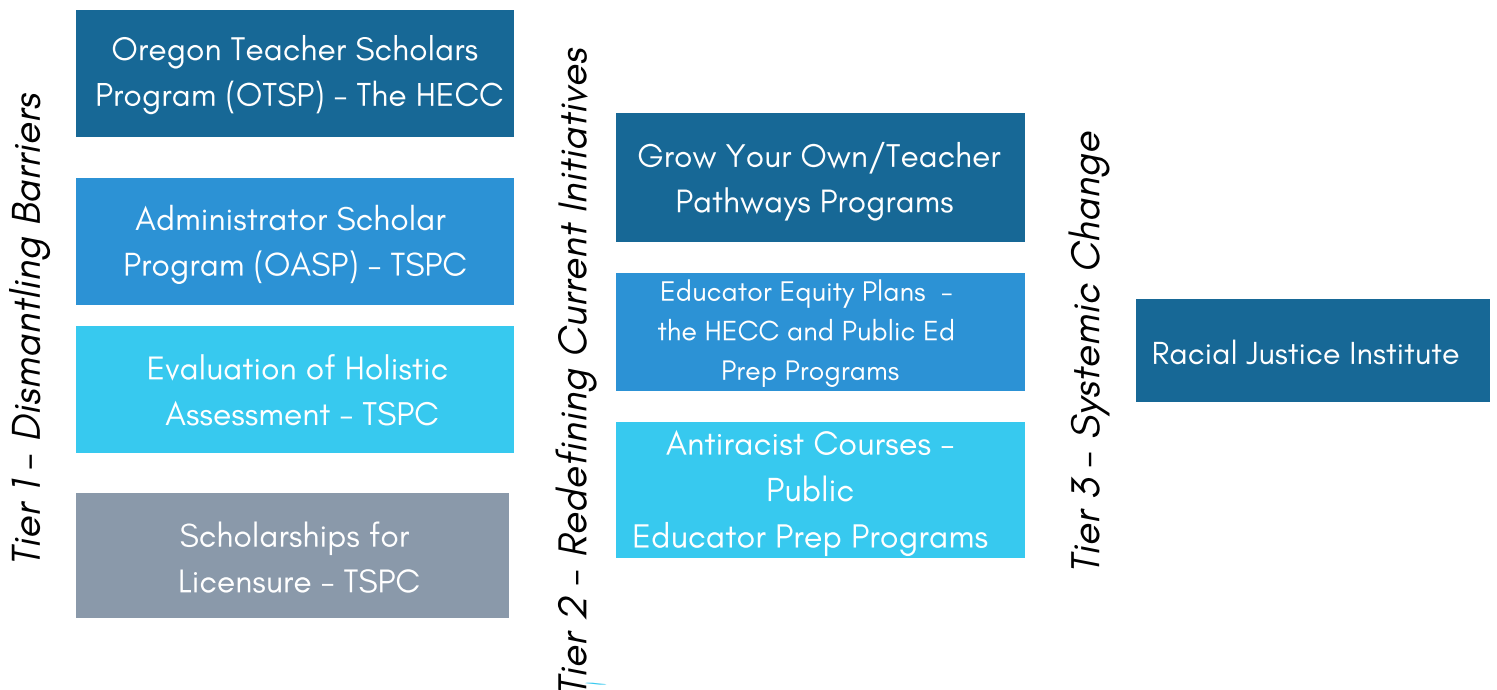 Tier 1 - Dismantling Barriers
Oregon Teacher Scholars
Program (OTSP) - The HECC
Administrator Scholar
Program (OASP) - TSPC
Evaluation of Holistic
Assessment - TSPC
Scholarships for
Licensure - TSPC
Tier 2 - Redefining Current Initiatives
Grow Your Own/Teacher
Pathways Programs
Educator Equity Plans -
the HECC and Public Ed
Prep Programs
Antiracist Courses -
Public
Educator Prep Programs
Tier 3 - Systemic Change
Racial Justice Institute